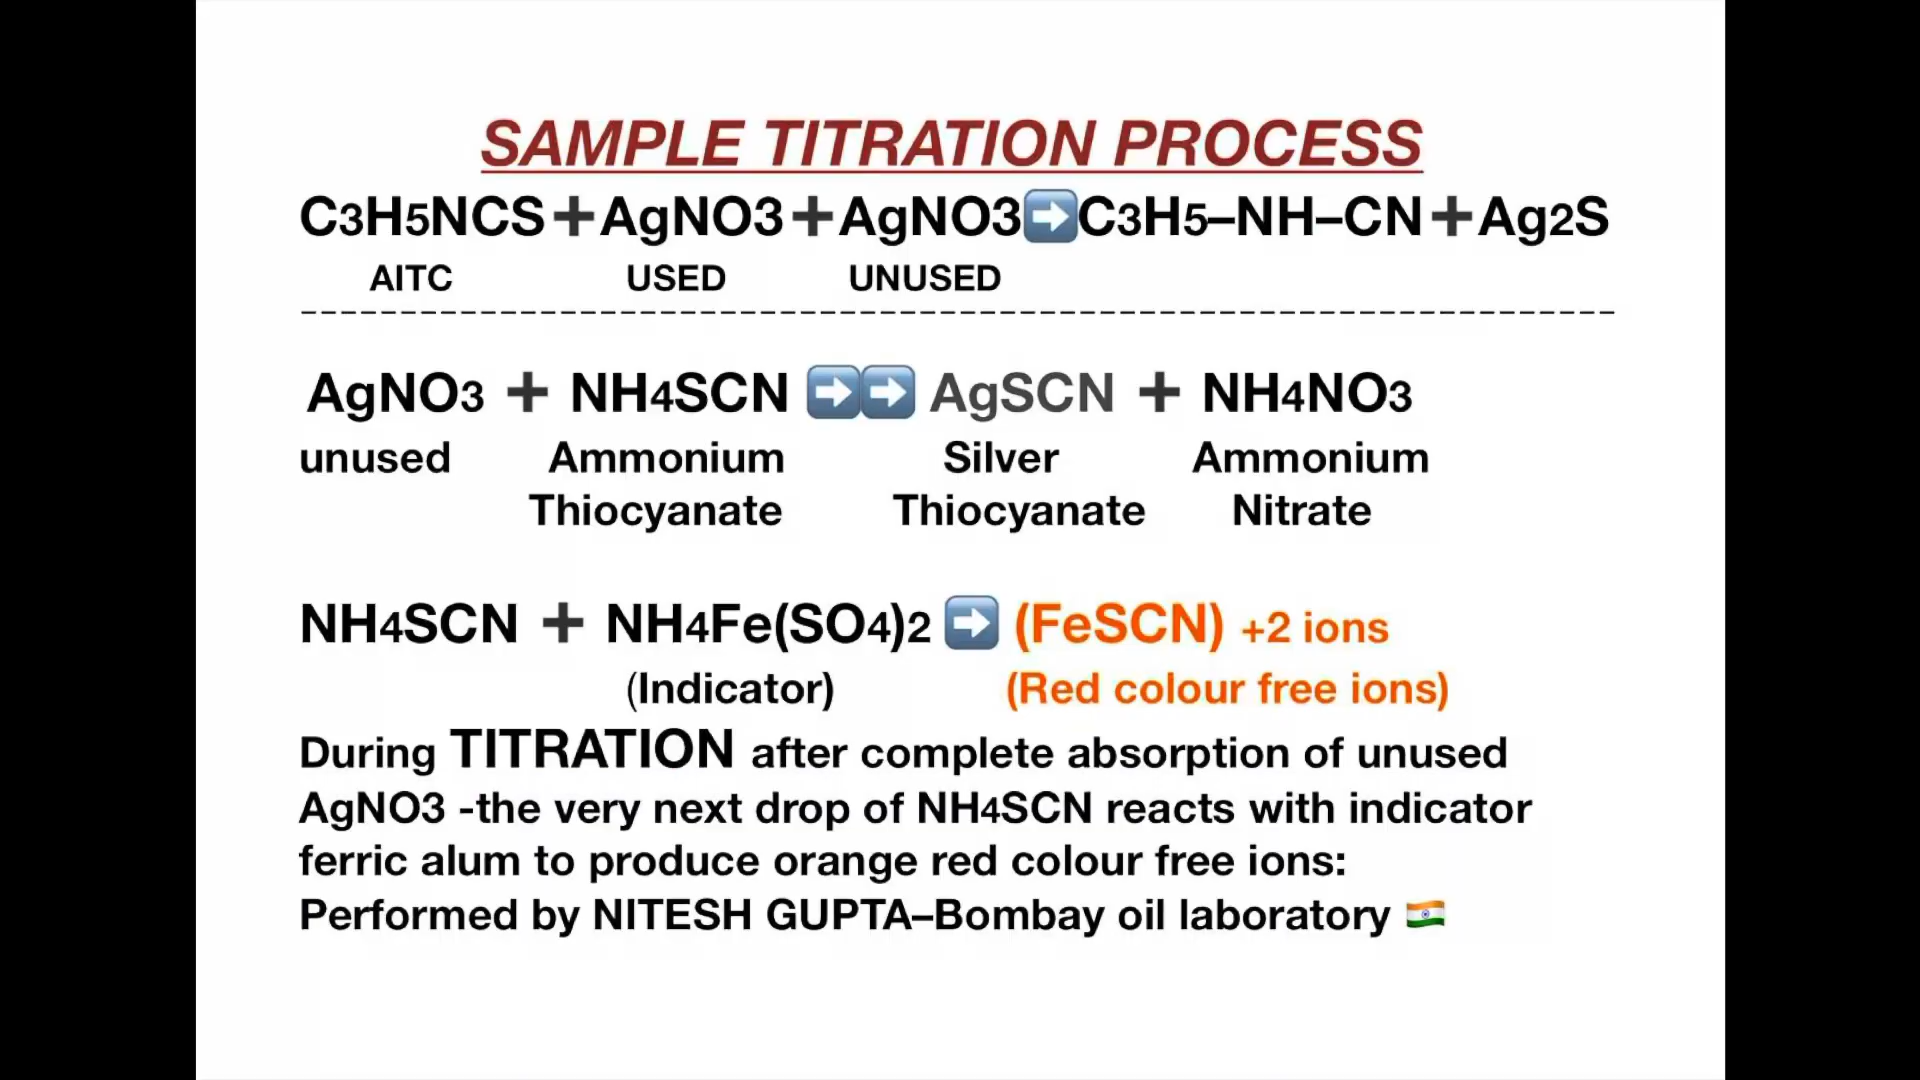 SAMPLE TITRATION PROCESS
C3H5NCS➕AgNO3➕AgNO3➡️C3H5–NH–CN➕Ag2S
AITC USED UNUSED
AgNO3 ➕ NH4SCN ➡️➡️ AgSCN ➕ NH4NO3
unused Ammonium Silver Ammonium
Thiocyanate Thiocyanate Nitrate
NH4SCN ➕ NH4Fe(SO4)2 ➡️ (FeSCN) +2 ions
(Indicator) (Red colour free ions)
During TITRATION after complete absorption of unused
AgNO3 -the very next drop of NH4SCN reacts with indicator
ferric alum to produce orange red colour free ions:
Performed by NITESH GUPTA–Bombay oil laboratory 🇮🇳